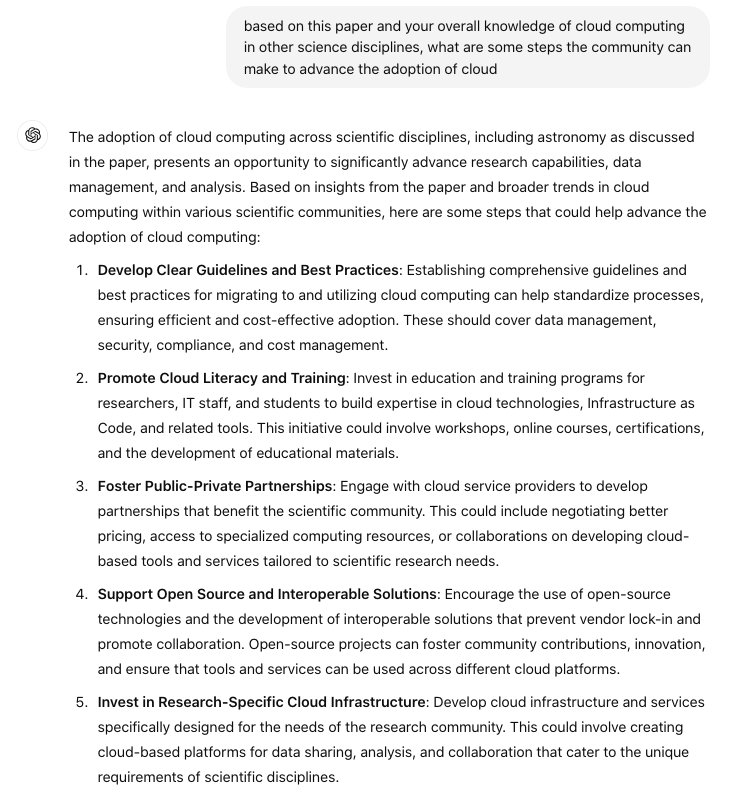 based on this paper and your overall knowledge of cloud computing
in other science disciplines, what are some steps the community can
make to advance the adoption of cloud
The adoption of cloud computing across scientific disciplines, including astronomy as discussed
in the paper, presents an opportunity to significantly advance research capabilities, data
management, and analysis. Based on insights from the paper and broader trends in cloud
computing within various scientific communities, here are some steps that could help advance the
adoption of cloud computing:
1. Develop Clear Guidelines and Best Practices: Establishing comprehensive guidelines and
best practices for migrating to and utilizing cloud computing can help standardize processes,
ensuring efficient and cost-effective adoption. These should cover data management,
security, compliance, and cost management.
2. Promote Cloud Literacy and Training: Invest in education and training programs for
researchers, IT staff, and students to build expertise in cloud technologies, Infrastructure as
Code, and related tools. This initiative could involve workshops, online courses, certifications,
and the development of educational materials.
3. Foster Public-Private Partnerships: Engage with cloud service providers to develop
partnerships that benefit the scientific community. This could include negotiating better
pricing, access to specialized computing resources, or collaborations on developing cloud-
based tools and services tailored to scientific research needs.
4. Support Open Source and Interoperable Solutions: Encourage the use of open-source
technologies and the development of interoperable solutions that prevent vendor lock-in and
promote collaboration. Open-source projects can foster community contributions, innovation,
and ensure that tools and services can be used across different cloud platforms.
5. Invest in Research-Specific Cloud Infrastructure: Develop cloud infrastructure and services
specifically designed for the needs of the research community. This could involve creating
cloud-based platforms for data sharing, analysis, and collaboration that cater to the unique
requirements of scientific disciplines.